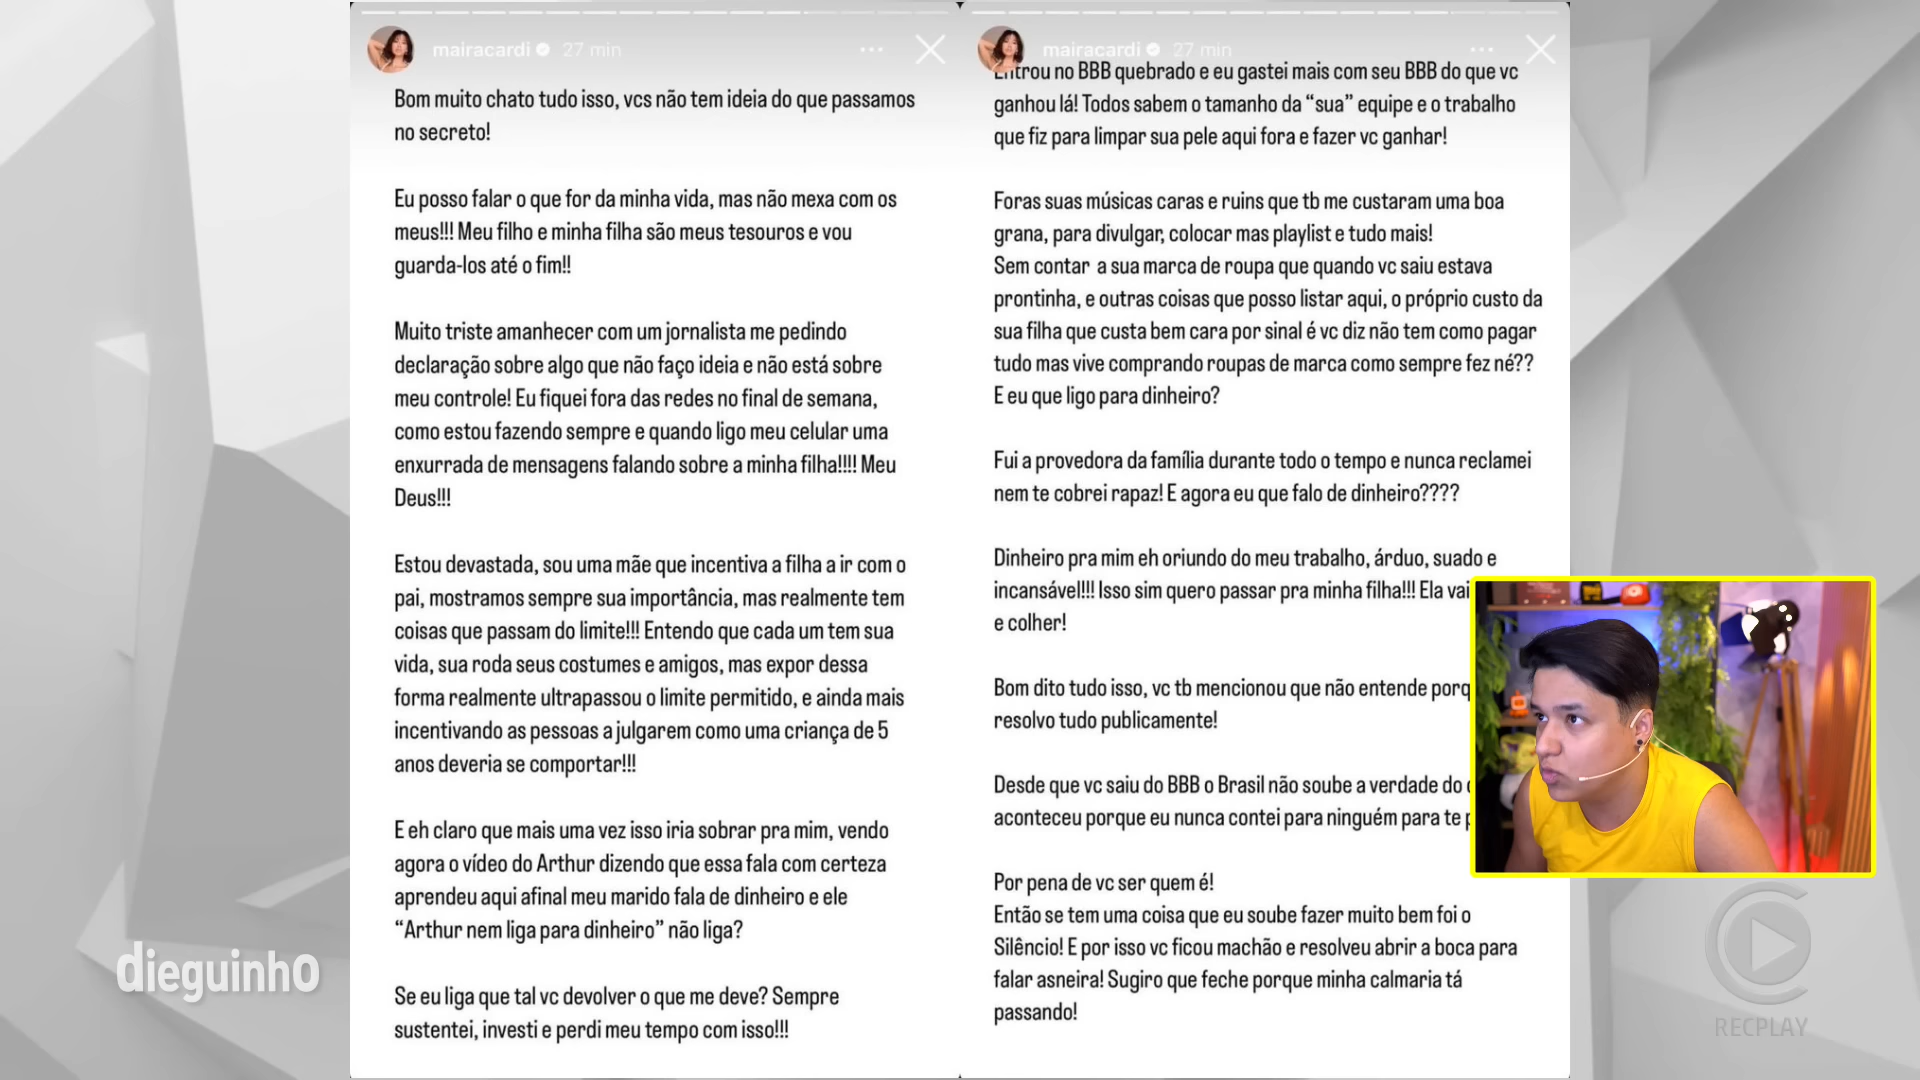 mairacardi 27 min
Bom muito chato tudo isso, vcs não tem ideia do que passamos
no secreto!
Eu posso falar o que for da minha vida, mas não mexa com os
meus!!! Meu filho e minha filha são meus tesouros e vou
guarda-los até o fim!!
Muito triste amanhecer com um jornalista me pedindo
declaração sobre algo que não faço ideia e não está sobre
meu controle! Eu fiquei fora das redes no final de semana,
como estou fazendo sempre e quando ligo meu celular uma
enxurrada de mensagens falando sobre a minha filha!!!! Meu
Deus!!!
Estou devastada, sou uma mãe que incentiva a filha a ir com o
pai, mostramos sempre sua importância, mas realmente tem
coisas que passam do limite!!! Entendo que cada um tem sua
vida, sua roda seus costumes e amigos, mas expor dessa
forma realmente ultrapassou o limite permitido, e ainda mais
incentivando as pessoas a julgarem como uma criança de 5
anos deveria se comportar!!!
E eh claro que mais uma vez isso iria sobrar pra mim, vendo
agora o vídeo do Arthur dizendo que essa fala com certeza
aprendeu aqui afinal meu marido fala de dinheiro e ele
“Arthur nem liga para dinheiro” não liga?
Se eu liga que tal vc devolver o que me deve? Sempre
sustentei, investi e perdi meu tempo com isso!!!
mairacardi 27 min
Entrou no BBB quebrado e eu gastei mais com seu BBB do que vc
ganhou lá! Todos sabem o tamanho da “sua” equipe e o trabalho
que fiz para limpar sua pele aqui fora e fazer vc ganhar!
Foras suas músicas caras e ruins que tb me custaram uma boa
grana, para divulgar, colocar mas playlist e tudo mais!
Sem contar a sua marca de roupa que quando vc saiu estava
prontinha, e outras coisas que posso listar aqui, o próprio custo da
sua filha que custa bem cara por sinal é vc diz não tem como pagar
tudo mas vive comprando roupas de marca como sempre fez né??
E eu que ligo para dinheiro?
Fui a provedora da família durante todo o tempo e nunca reclamei
nem te cobrei rapaz! E agora eu que falo de dinheiro????
Dinheiro pra mim eh oriundo do meu trabalho, árduo, suado e
incansável!!!! Isso sim quero passar pra minha filha!!! Ela vai
e colher!
Bom dito tudo isso, vc tb mencionou que não entende porq
resolvo tudo publicamente!
Desde que vc saiu do BBB o Brasil não soube a verdade do
aconteceu porque eu nunca contei para ninguém para te
Por pena de vc ser quem é!
Então se tem uma coisa que eu soube fazer muito bem foi o
Silêncio! E por isso vc ficou machão e resolveu abrir a boca para
falar asneira! Sugiro que feche porque minha calmaria tá
passando!
dieguinho
RECPLAY